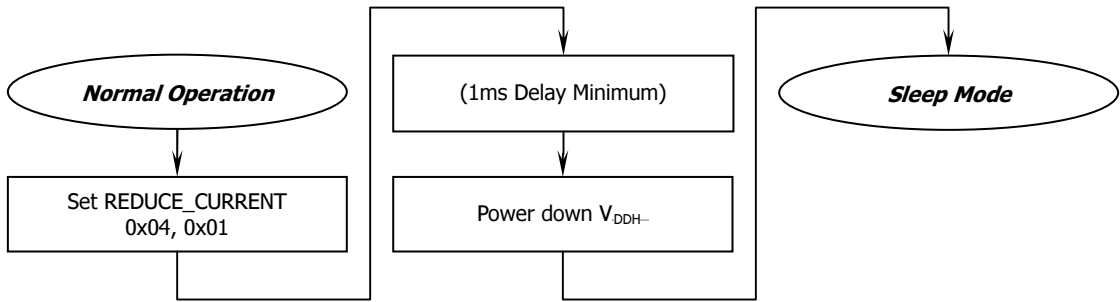 Normal Operation
Set REDUCE_CURRENT
0x04, 0x01
(1ms Delay Minimum)
Power down VDDH
Sleep Mode